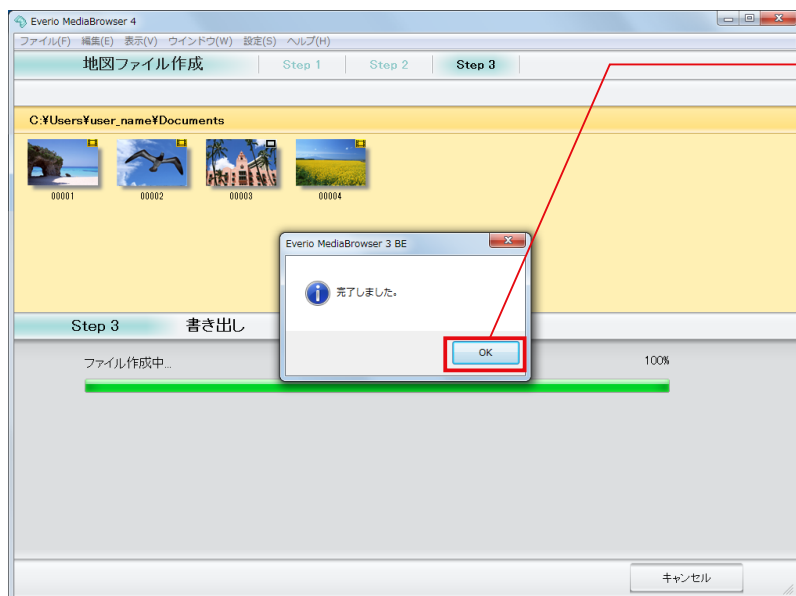 Everio MediaBrowser 4
ファイル(F) 編集(E) 表示(V) ウインドウ(W) 設定(S) ヘルプ(H)
地図ファイル作成 Step 1 Step 2 Step 3
C:¥Users¥user_name¥Documents
00001 00002 00003 00004
Everio MediaBrowser 3 BE
完了しました。
OK
Step 3 書き出し
ファイル作成中... 100%
キャンセル